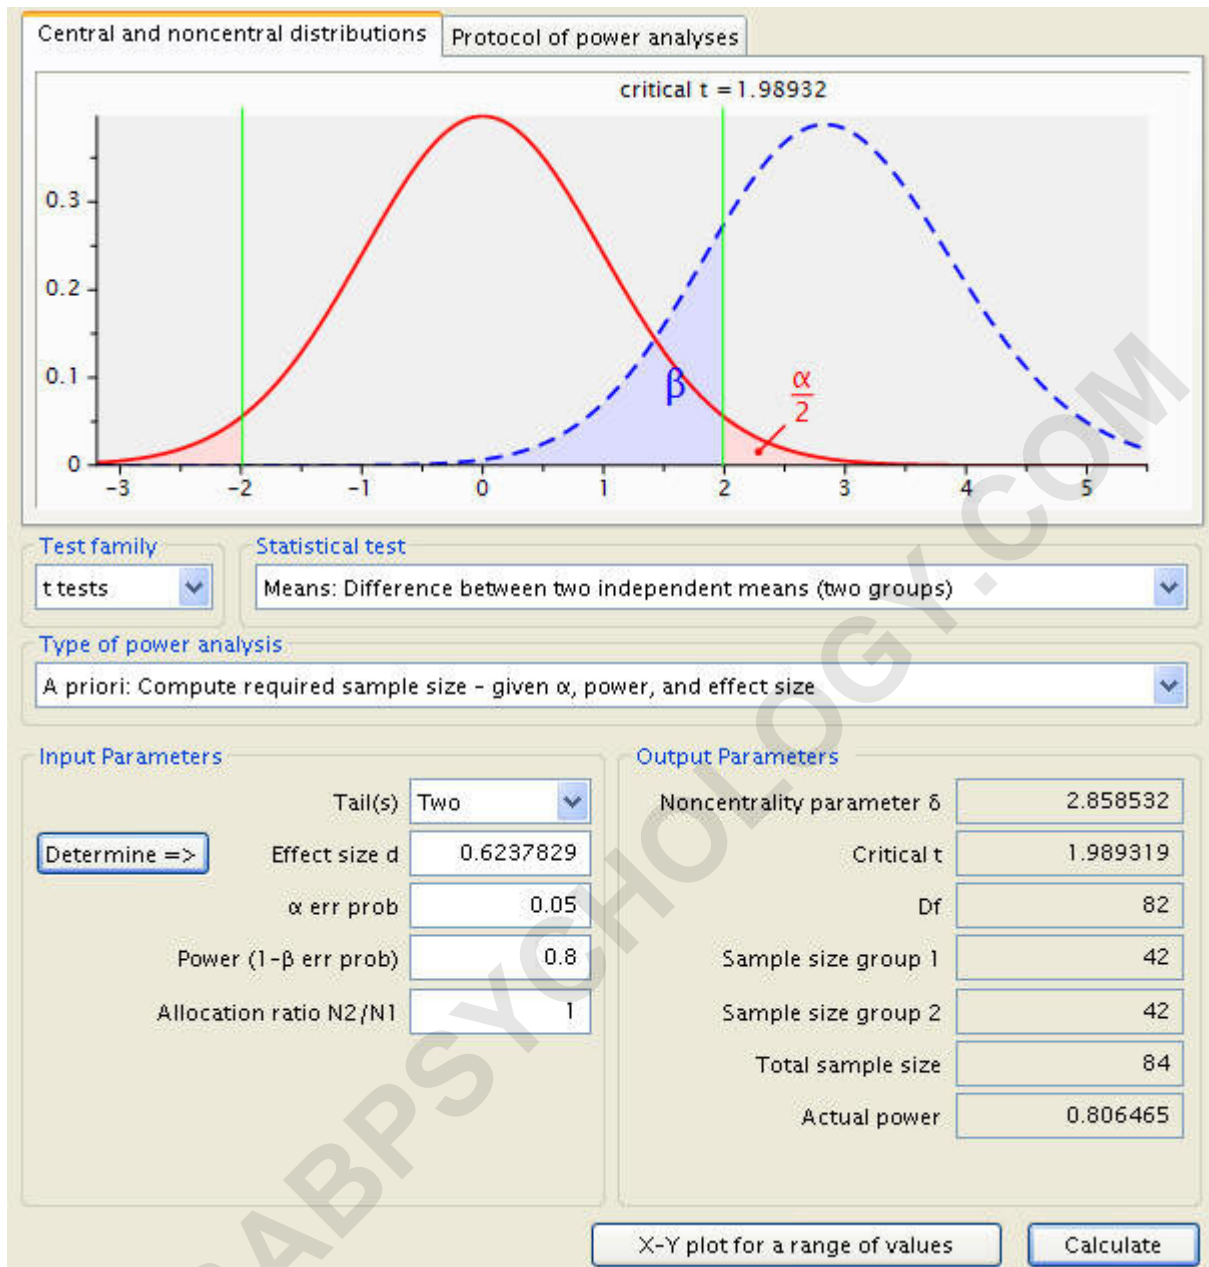 Central and noncentral distributions
Protocol of power analyses
critical t = 1.98932
0.3
0.2
0.1
0
β
α
2
-3 -2 -1 0 1 2 3 4 5
Test family
Statistical test
t tests
Means: Difference between two independent means (two groups)
Type of power analysis
A priori: Compute required sample size - given α, power, and effect size
Input Parameters
Output Parameters
Tail(s) Two
Noncentrality parameter δ 2.858532
Determine => Effect size d 0.6237829
Critical t 1.989319
α err prob 0.05
Df 82
Power (1-β err prob) 0.8
Sample size group 1 42
Allocation ratio N2/N1 1
Sample size group 2 42
Total sample size 84
Actual power 0.806465
X-Y plot for a range of values
Calculate
ABPSYCHOLOGY.COM